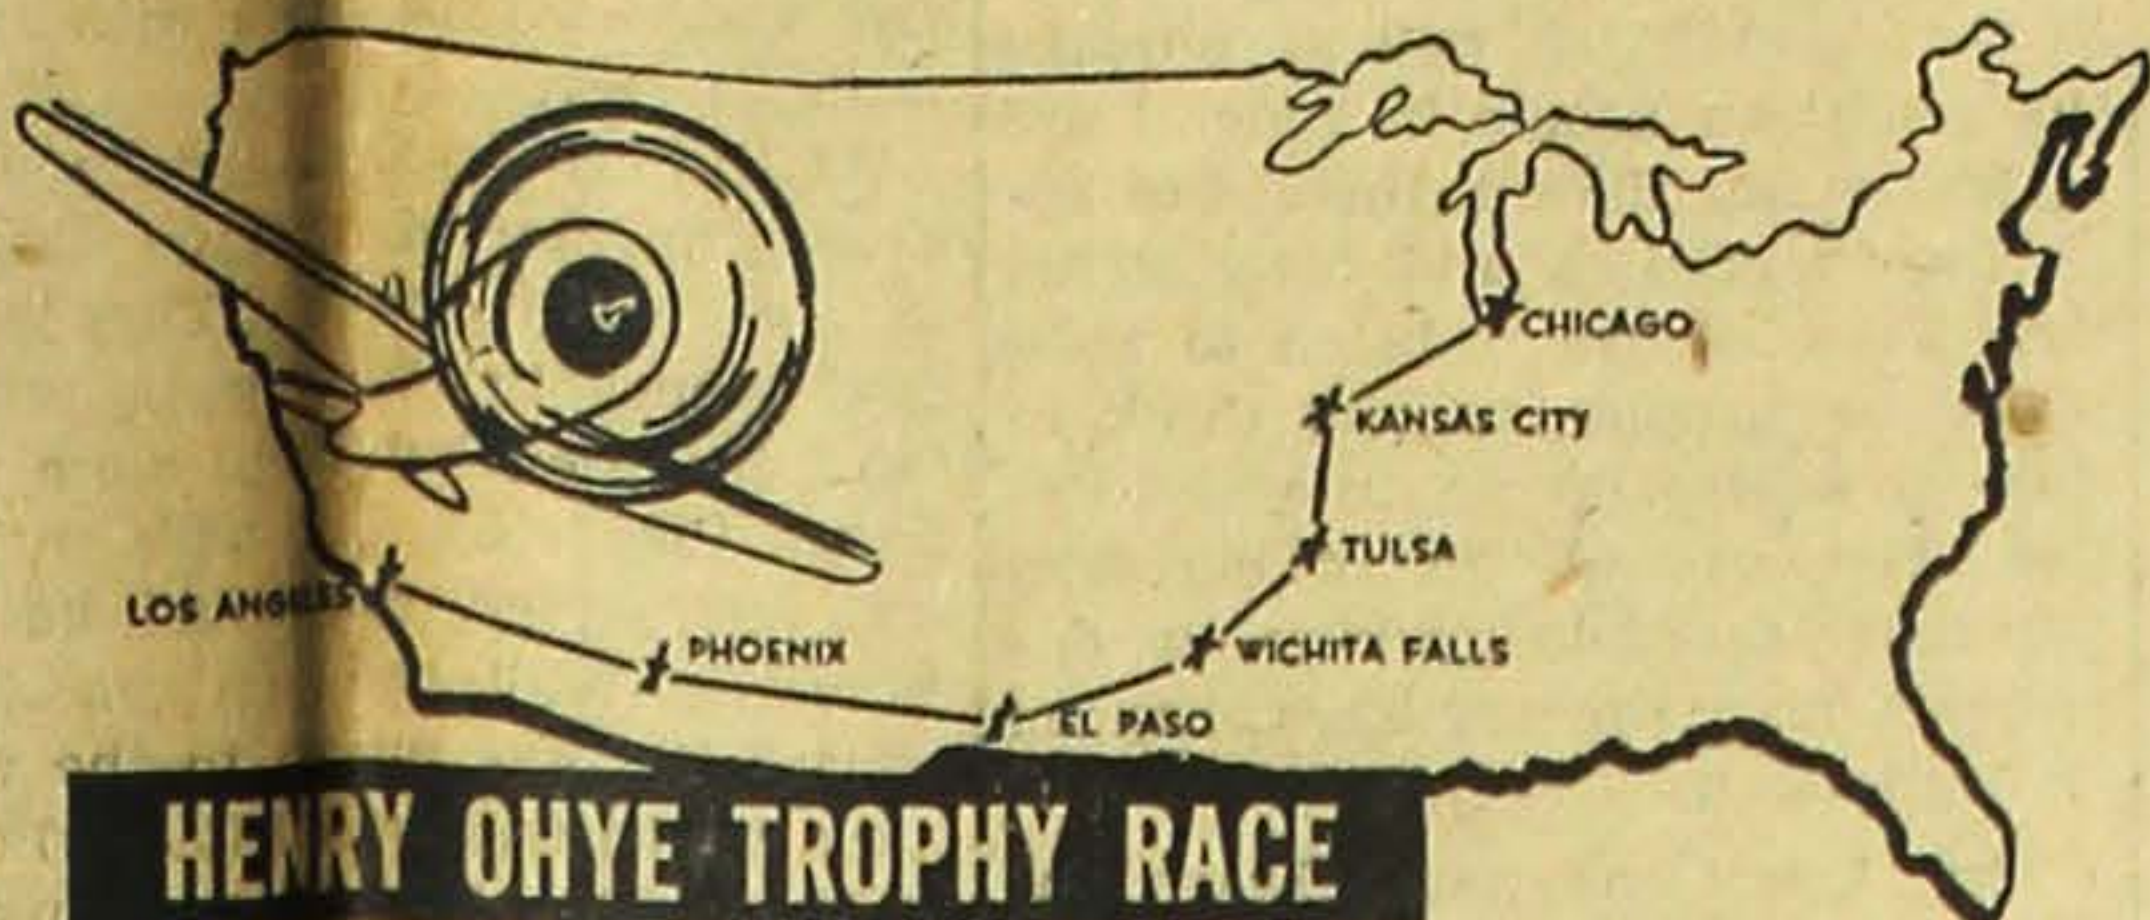 CHICAGO
KANSAS CITY
TULSA
LOS ANGELES
PHOENIX
WICHITA FALLS
EL PASO
HENRY OHYE TROPHY RACE